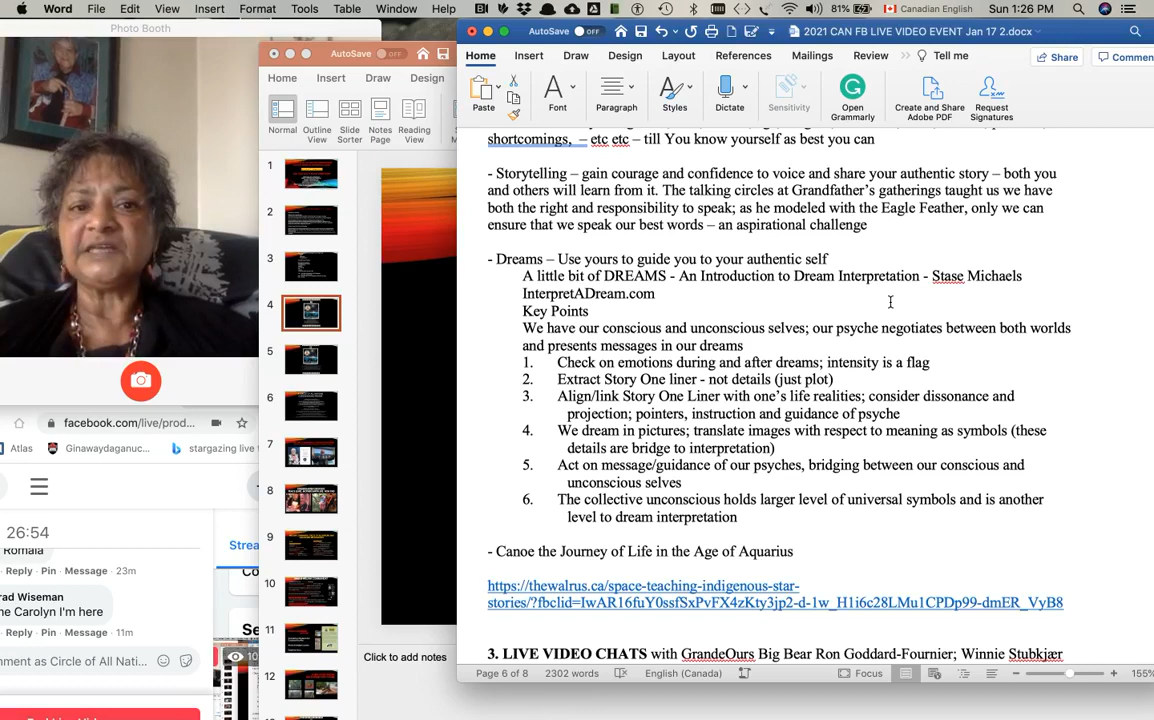 Word File Edit View Insert Format Tools Table Window Help
81% Canadian English Sun 1:26 PM
Photo Booth
AutoSave OFF
Home Insert Draw Design
Normal
Outline View
Slide Sorter
Notes Page
Reading View
AutoSave OFF
2021 CAN FB LIVE VIDEO EVENT Jan 17 2.docx
Home Insert Draw Design Layout References Mailings Review Tell me Share Commen
Paste Font Paragraph Styles Dictate Sensitivity
Open Grammarly
Create and Share Adobe PDF
Request Signatures
shortcomings, – etc etc – till You know yourself as best you can
- Storytelling – gain courage and confidence to voice and share your authentic story – both you
and others will learn from it. The talking circles at Grandfather's gatherings taught us we have
both the right and responsibility to speak; as he modeled with the Eagle Feather, only we can
ensure that we speak our best words – an aspirational challenge
- Dreams – Use yours to guide you to your authentic self
A little bit of DREAMS - An Introduction to Dream Interpretation - Stase Michaels
InterpretADream.com
Key Points
We have our conscious and unconscious selves; our psyche negotiates between both worlds
and presents messages in our dreams
1. Check on emotions during and after dreams; intensity is a flag
2. Extract Story One liner - not details (just plot)
3. Align/link Story One Liner with one's life realities; consider dissonance and
projection; pointers, instruction and guidance of psyche
4. We dream in pictures; translate images with respect to meaning as symbols (these
details are bridge to interpretation)
5. Act on message/guidance of our psyches, bridging between our conscious and
unconscious selves
6. The collective unconscious holds larger level of universal symbols and is another
level to dream interpretation
- Canoe the Journey of Life in the Age of Aquarius
https://thewalrus.ca/space-teaching-indigenous-star-
stories/?fbclid=IwAR16fuY0ssfSxPvFX4zKty3jp2-d-1w_H1i6c28LMu1CPDp99-dmER_VyB8
3. LIVE VIDEO CHATS with GrandeOurs Big Bear Ron Goddard-Fournier; Winnie Stubkjær
Page 6 of 8 2302 words English (Canada) Focus 155%
1
2
3
4
5
6
7
8
9
10
11
12
Click to add notes
facebook.com/live/prod...
Atlas Ginawaydaganuc... stargazing live
26:54
Strea
Romala
Reply · Pin · Message · 23m
rad Wiseman
ne Carolyn I'm here
Reply · Pin · Message · 11m
mment as Circle of All Nati...
Co
Se
10